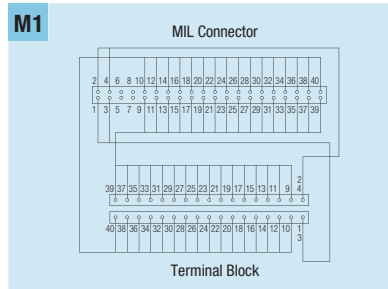 M1
MIL Connector
2 4 6 8 10 12 14 16 18 20 22 24 26 28 30 32 34 36 38 40
1 3 5 7 9 11 13 15 17 19 21 23 25 27 29 31 33 35 37 39
2
39 37 35 33 31 29 27 25 23 21 19 17 15 13 11 9 4
40 38 36 34 32 30 28 26 24 22 20 18 16 14 12 10 1
3
Terminal Block